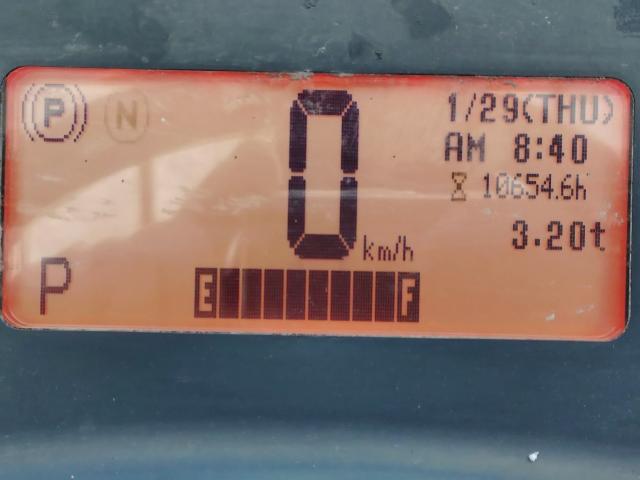 P N
1/29(THU)
AM 8:40
10654.6h
0 km/h
3.20t
P
E F